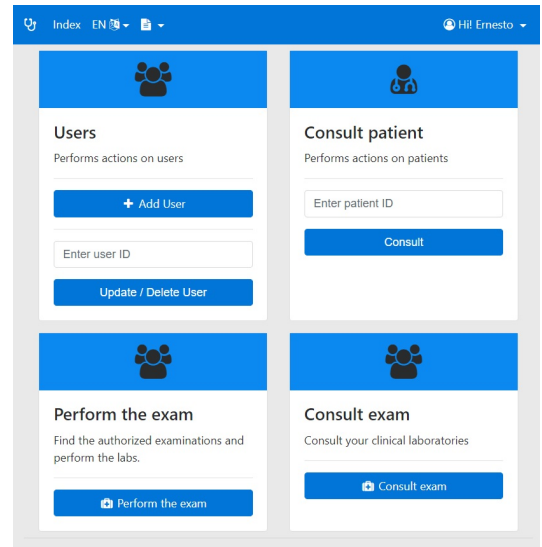 Index EN Hi! Ernesto
Users
Performs actions on users
Add User
Enter user ID
Update / Delete User
Consult patient
Performs actions on patients
Enter patient ID
Consult
Perform the exam
Find the authorized examinations and
perform the labs.
Perform the exam
Consult exam
Consult your clinical laboratories
Consult exam